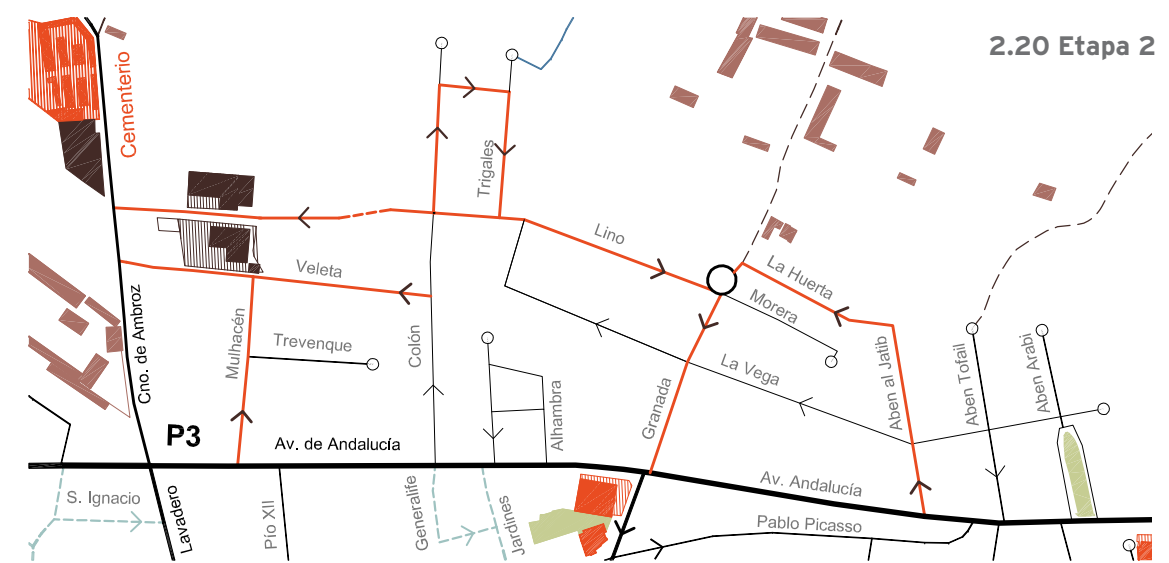 2.20 Etapa 2
Cementerio
Trigales
Lino
La Huerta
Veleta
Morera
Cno. de Ambroz
Mulhacén
Trevenque
Colón
La Vega
Aben al Jatib
Aben Tofail
Aben Arabi
Alhambra
Granada
P3
Av. de Andalucía
Av. Andalucía
S. Ignacio
Lavadero
Pío XII
Generalife
Jardines
Pablo Picasso